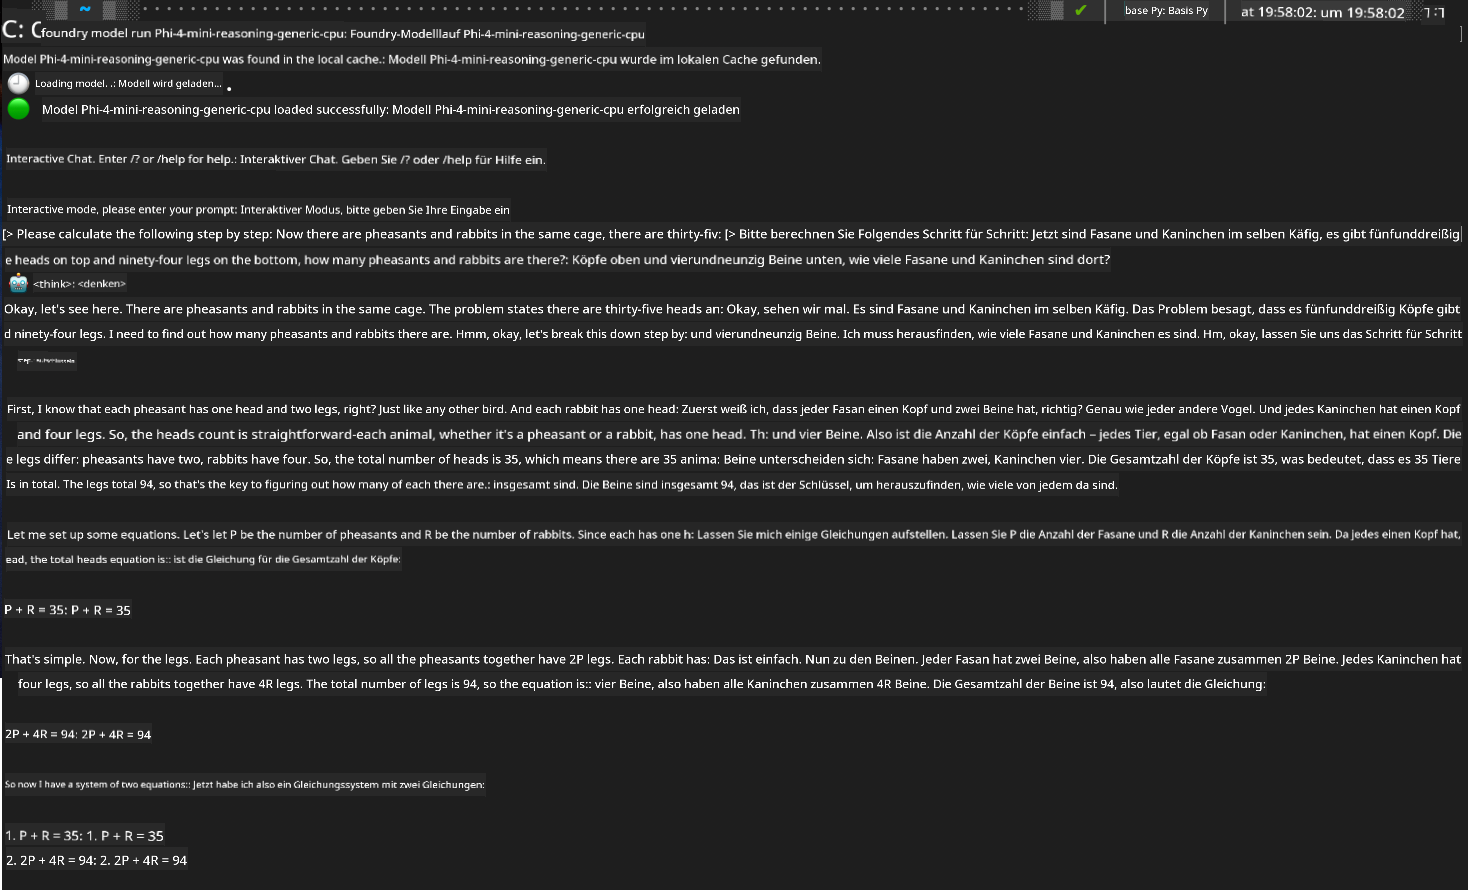 ~ ✔ base Py: Basis Py at 19:58:02: um 19:58:02
C: C foundry model run Phi-4-mini-reasoning-generic-cpu: Foundry-Modelllauf Phi-4-mini-reasoning-generic-cpu
Model Phi-4-mini-reasoning-generic-cpu was found in the local cache.: Modell Phi-4-mini-reasoning-generic-cpu wurde im lokalen Cache gefunden.
Loading model. .: Modell wird geladen... .
Model Phi-4-mini-reasoning-generic-cpu loaded successfully: Modell Phi-4-mini-reasoning-generic-cpu erfolgreich geladen
Interactive Chat. Enter /? or /help for help.: Interaktiver Chat. Geben Sie /? oder /help für Hilfe ein.
Interactive mode, please enter your prompt: Interaktiver Modus, bitte geben Sie Ihre Eingabe ein
[> Please calculate the following step by step: Now there are pheasants and rabbits in the same cage, there are thirty-fiv: [> Bitte berechnen Sie Folgendes Schritt für Schritt: Jetzt sind Fasane und Kaninchen im selben Käfig, es gibt fünfunddreißig
e heads on top and ninety-four legs on the bottom, how many pheasants and rabbits are there?: Köpfe oben und vierundneunzig Beine unten, wie viele Fasane und Kaninchen sind dort?
<think>: <denken>
Okay, let's see here. There are pheasants and rabbits in the same cage. The problem states there are thirty-five heads an: Okay, sehen wir mal. Es sind Fasane und Kaninchen im selben Käfig. Das Problem besagt, dass es fünfunddreißig Köpfe gibt
d ninety-four legs. I need to find out how many pheasants and rabbits there are. Hmm, okay, let's break this down step by: und vierundneunzig Beine. Ich muss herausfinden, wie viele Fasane und Kaninchen es sind. Hm, okay, lassen Sie uns das Schritt für Schritt
First, I know that each pheasant has one head and two legs, right? Just like any other bird. And each rabbit has one head: Zuerst weiß ich, dass jeder Fasan einen Kopf und zwei Beine hat, richtig? Genau wie jeder andere Vogel. Und jedes Kaninchen hat einen Kopf
and four legs. So, the heads count is straightforward-each animal, whether it's a pheasant or a rabbit, has one head. Th: und vier Beine. Also ist die Anzahl der Köpfe einfach – jedes Tier, egal ob Fasan oder Kaninchen, hat einen Kopf. Die
e legs differ: pheasants have two, rabbits have four. So, the total number of heads is 35, which means there are 35 anima: Beine unterscheiden sich: Fasane haben zwei, Kaninchen vier. Die Gesamtzahl der Köpfe ist 35, was bedeutet, dass es 35 Tiere
ls in total. The legs total 94, so that's the key to figuring out how many of each there are.: insgesamt sind. Die Beine sind insgesamt 94, das ist der Schlüssel, um herauszufinden, wie viele von jedem da sind.
Let me set up some equations. Let's let P be the number of pheasants and R be the number of rabbits. Since each has one h: Lassen Sie mich einige Gleichungen aufstellen. Lassen Sie P die Anzahl der Fasane und R die Anzahl der Kaninchen sein. Da jedes einen Kopf hat,
ead, the total heads equation is:: ist die Gleichung für die Gesamtzahl der Köpfe:
P + R = 35: P + R = 35
That's simple. Now, for the legs. Each pheasant has two legs, so all the pheasants together have 2P legs. Each rabbit has: Das ist einfach. Nun zu den Beinen. Jeder Fasan hat zwei Beine, also haben alle Fasane zusammen 2P Beine. Jedes Kaninchen hat
four legs, so all the rabbits together have 4R legs. The total number of legs is 94, so the equation is:: vier Beine, also haben alle Kaninchen zusammen 4R Beine. Die Gesamtzahl der Beine ist 94, also lautet die Gleichung:
2P + 4R = 94: 2P + 4R = 94
So now I have a system of two equations:: Jetzt habe ich also ein Gleichungssystem mit zwei Gleichungen:
1. P + R = 35: 1. P + R = 35
2. 2P + 4R = 94: 2. 2P + 4R = 94